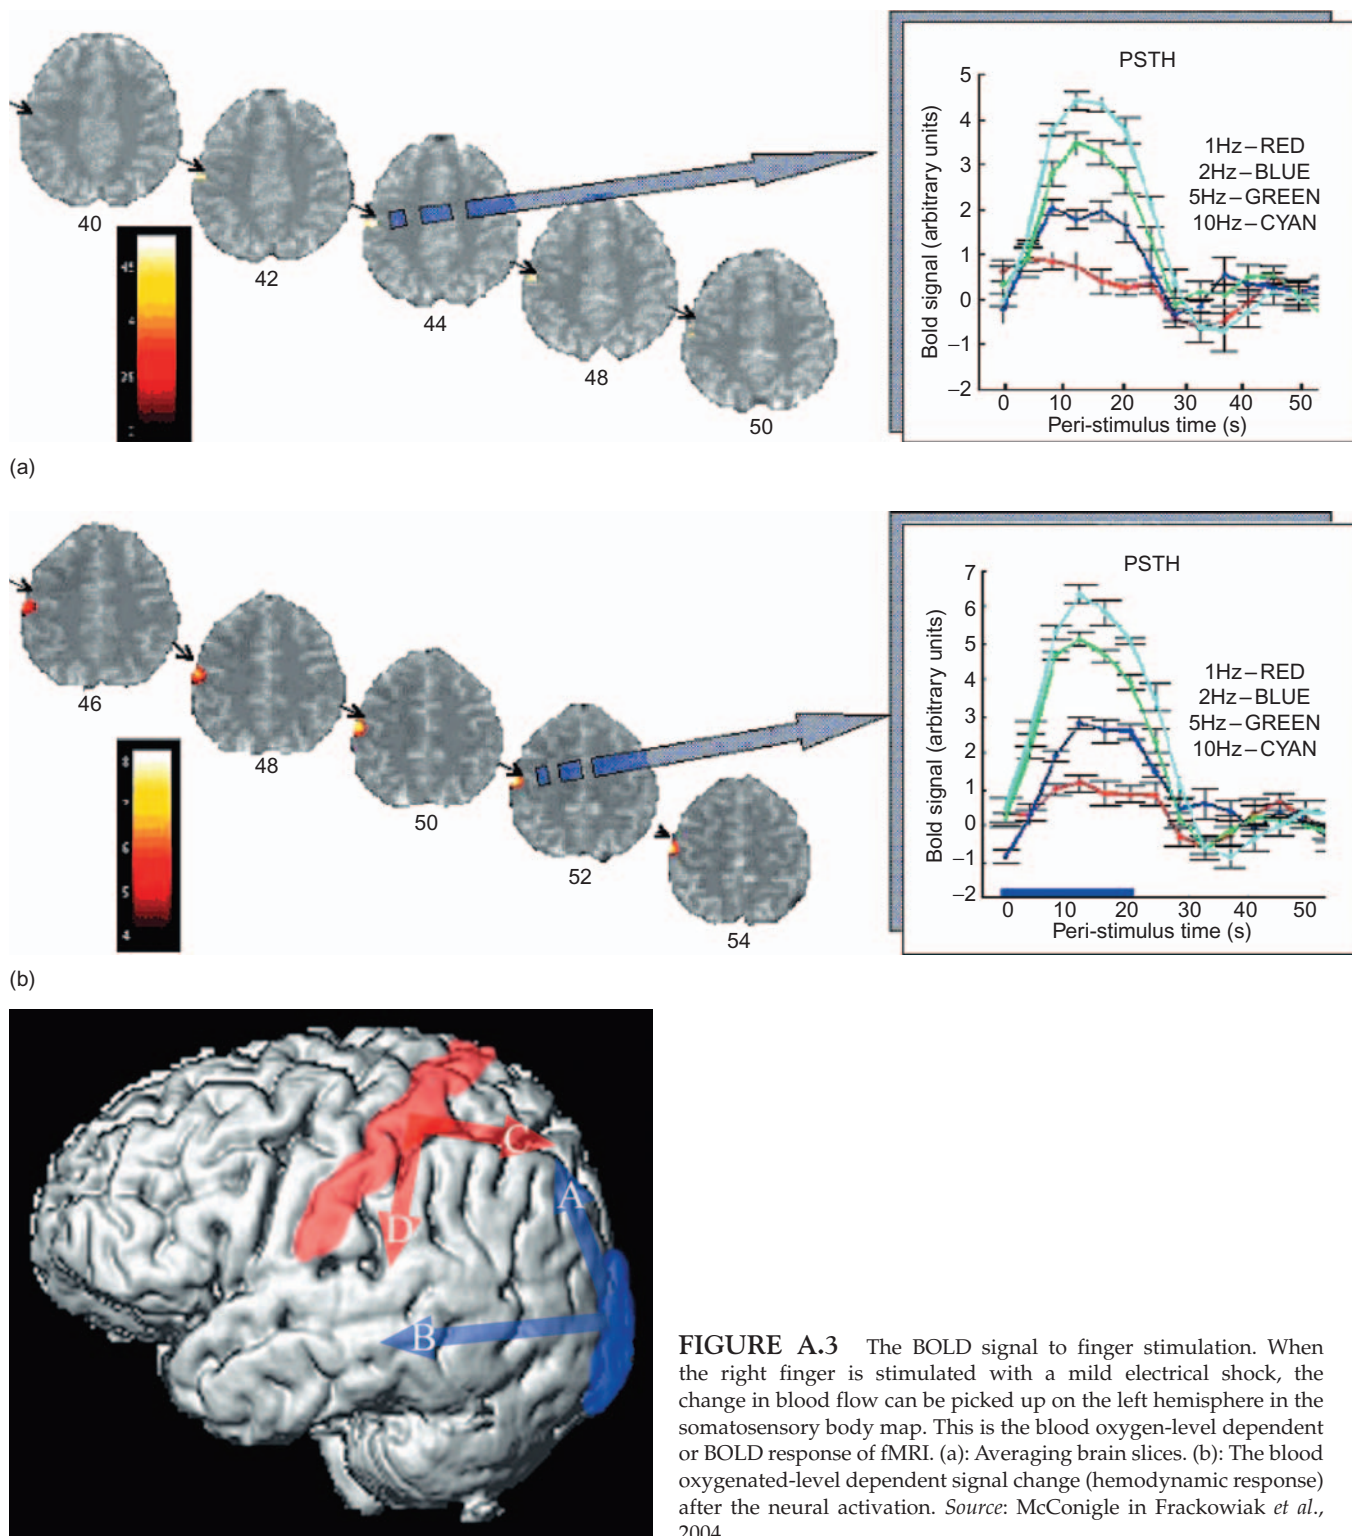 PSTH
5
4
3
2
1
0
−1
−2
Bold signal (arbitrary units)
1Hz–RED
2Hz–BLUE
5Hz–GREEN
10Hz–CYAN
0 10 20 30 40 50
Peri-stimulus time (s)
40
42
44
48
50
4
(a)
PSTH
7
6
5
4
3
2
1
0
−1
−2
Bold signal (arbitrary units)
1Hz–RED
2Hz–BLUE
5Hz–GREEN
10Hz–CYAN
0 10 20 30 40 50
Peri-stimulus time (s)
46
48
50
52
54
8
7
6
5
4
(b)
C
A
D
B
FIGURE A.3 The BOLD signal to finger stimulation. When
the right finger is stimulated with a mild electrical shock, the
change in blood flow can be picked up on the left hemisphere in the
somatosensory body map. This is the blood oxygen-level dependent
or BOLD response of fMRI. (a): Averaging brain slices. (b): The blood
oxygenated-level dependent signal change (hemodynamic response)
after the neural activation. Source: McConigle in Frackowiak et al.,
2004